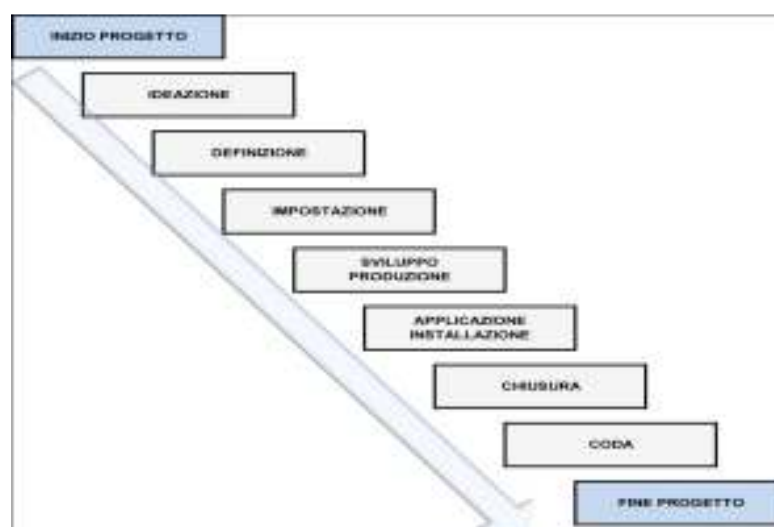 INIZIO PROGETTO
IDEAZIONE
DEFINIZIONE
IMPOSTAZIONE
SVILUPPO
PRODUZIONE
APPLICAZIONE
INSTALLAZIONE
CHIUSURA
CODA
FINE PROGETTO